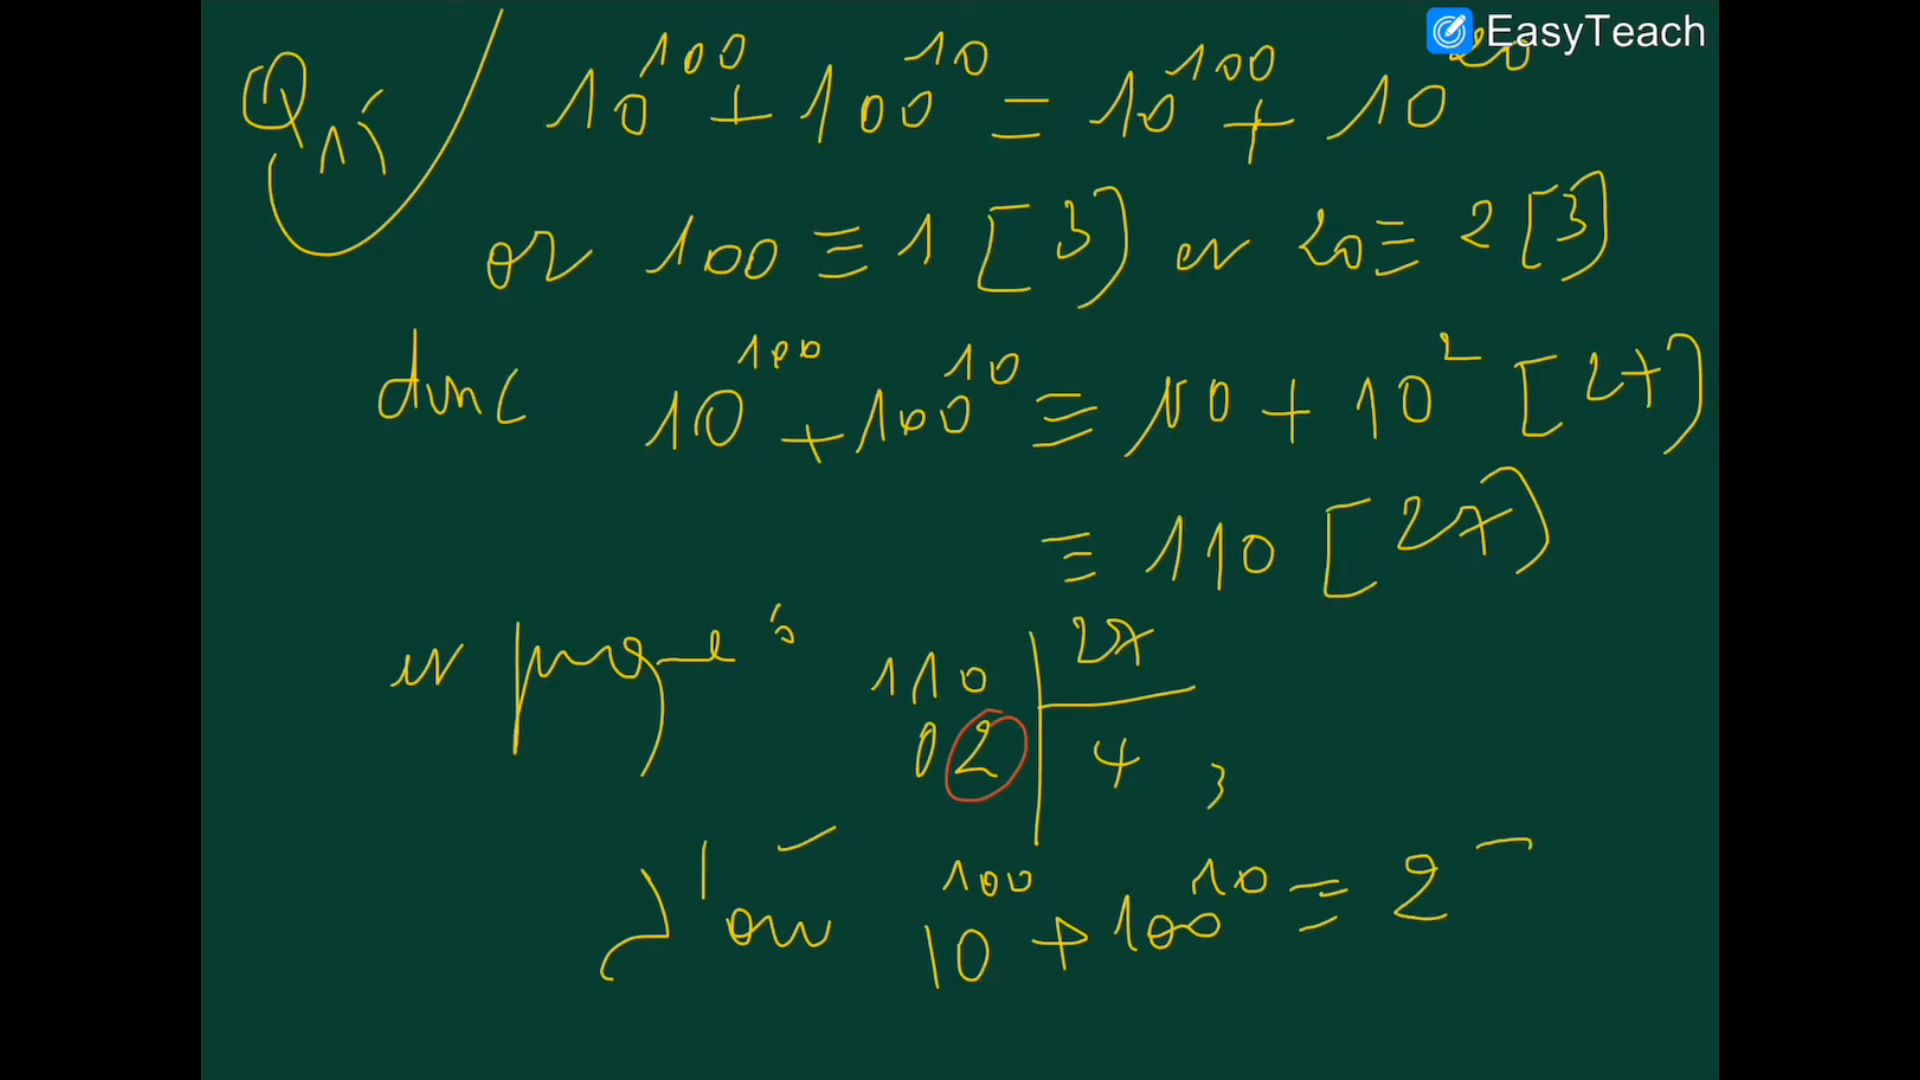 EasyTeach
Q 10^100 + 100^10 = 10^100 + 10^20
or 100 ≡ 1 [3] et 20 ≡ 2 [3]
donc 10^100 + 100^10 ≡ 10 + 10^2 [27]
≡ 110 [27]
et puisque : 110 | 27
02 | 4 ,
d'où 10^100 + 100^10 ≡ 2